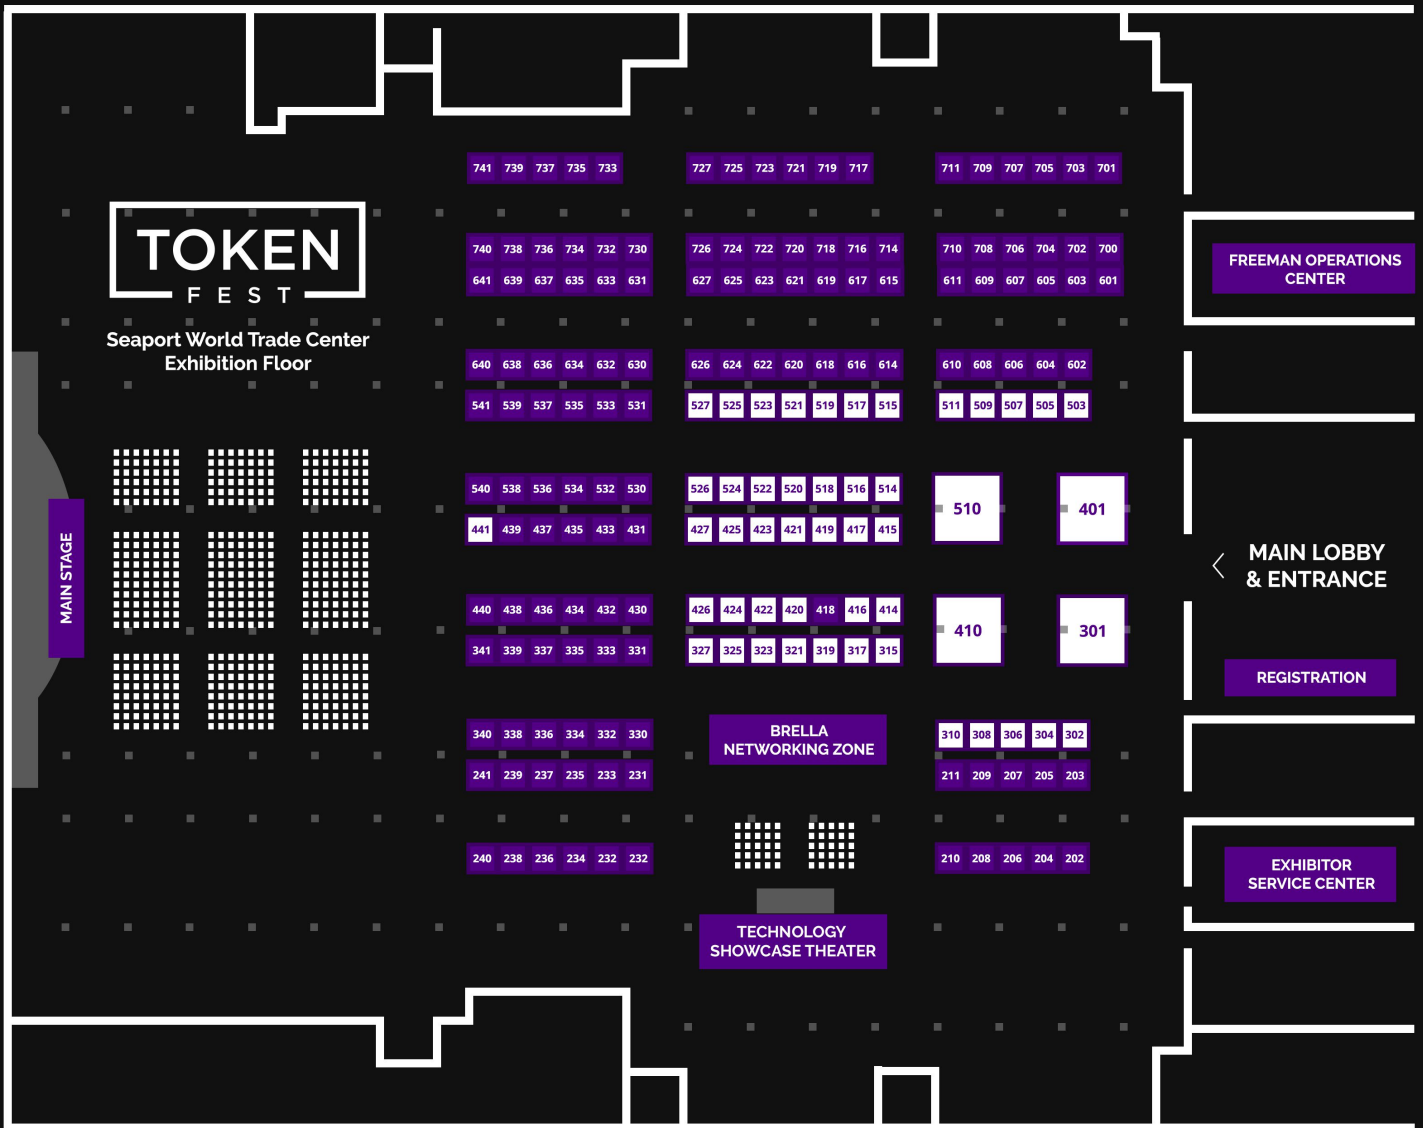 741 739 737 735 733 727 725 723 721 719 717 711 709 707 705 703 701
TOKEN
FEST
Seaport World Trade Center
Exhibition Floor
740 738 736 734 732 730 726 724 722 720 718 716 714 710 708 706 704 702 700
641 639 637 635 633 631 627 625 623 621 619 617 615 611 609 607 605 603 601
FREEMAN OPERATIONS
CENTER
640 638 636 634 632 630 626 624 622 620 618 616 614 610 608 606 604 602
541 539 537 535 533 531 527 525 523 521 519 517 515 511 509 507 505 503
540 538 536 534 532 530 526 524 522 520 518 516 514
510 401
441 439 437 435 433 431 427 425 423 421 419 417 415
MAIN STAGE
MAIN LOBBY
& ENTRANCE
440 438 436 434 432 430 426 424 422 420 418 416 414
410 301
341 339 337 335 333 331 327 325 323 321 319 317 315
REGISTRATION
340 338 336 334 332 330
BRELLA
NETWORKING ZONE
310 308 306 304 302
241 239 237 235 233 231 211 209 207 205 203
240 238 236 234 232 232 210 208 206 204 202
EXHIBITOR
SERVICE CENTER
TECHNOLOGY
SHOWCASE THEATER